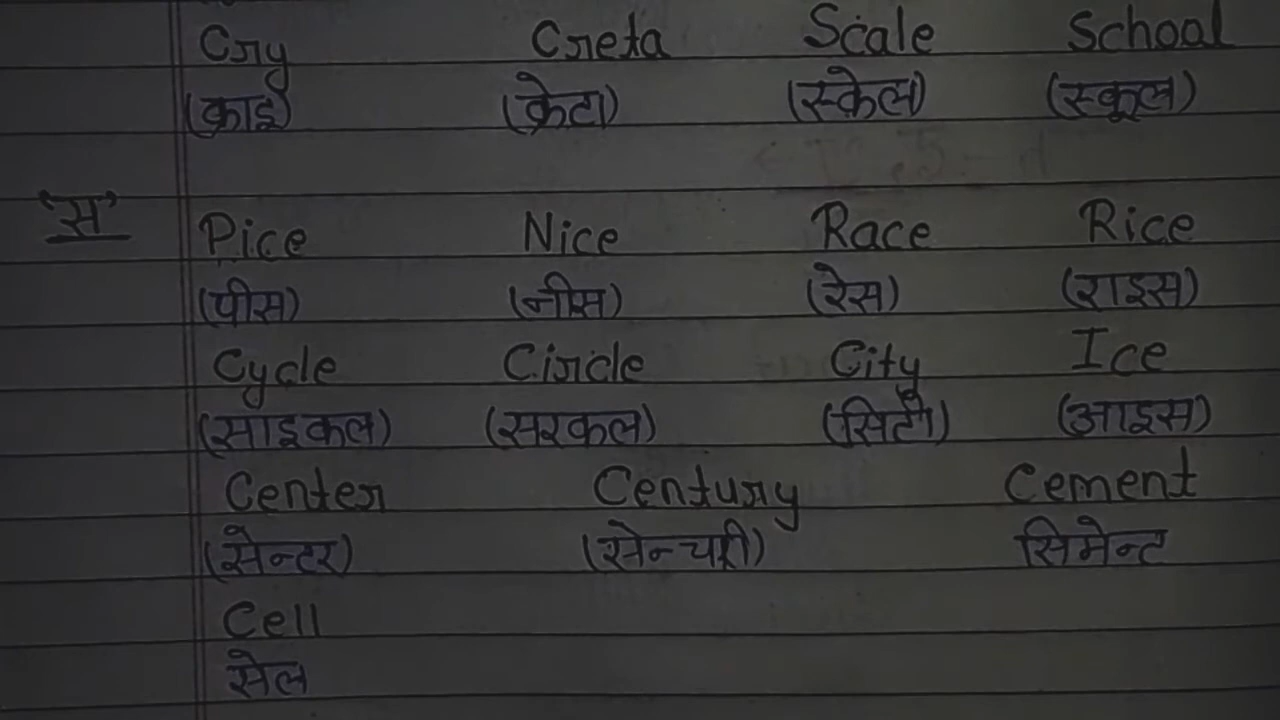 Cry Creta Scale School
(क्राइ) (क्रेटा) (स्केल) (स्कूल)
"स" Pice Nice Race Rice
(पीस) (नीस) (रेस) (राइस)
Cycle Circle City Ice
(साइकल) (सरकल) (सिटी) (आइस)
Center Century Cement
(सेन्टर) (सेन्चरी) सिमेन्ट
Cell
सेल